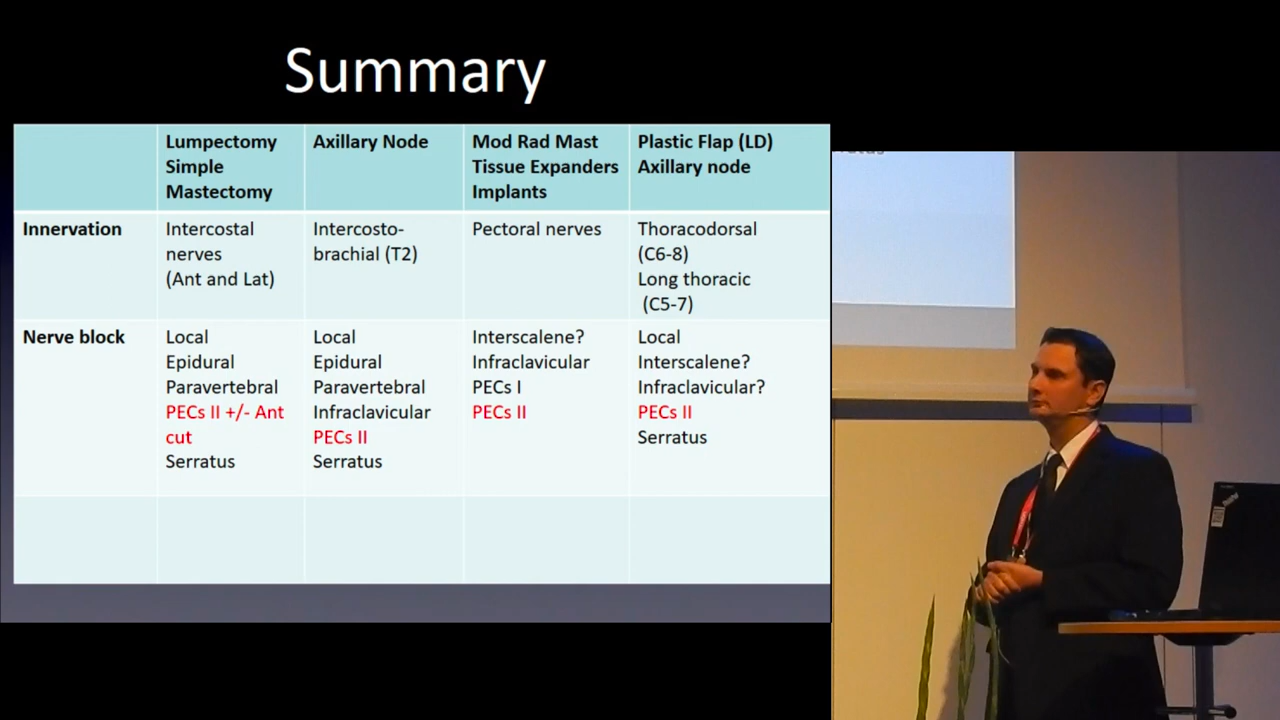 Summary
Lumpectomy
Simple
Mastectomy
Axillary Node
Mod Rad Mast
Tissue Expanders
Implants
Plastic Flap (LD)
Axillary node
Innervation
Intercostal
nerves
(Ant and Lat)
Intercosto-
brachial (T2)
Pectoral nerves
Thoracodorsal
(C6-8)
Long thoracic
(C5-7)
Nerve block
Local
Epidural
Paravertebral
PECs II +/- Ant
cut
Serratus
Local
Epidural
Paravertebral
Infraclavicular
PECs II
Serratus
Interscalene?
Infraclavicular
PECs I
PECs II
Local
Interscalene?
Infraclavicular?
PECs II
Serratus